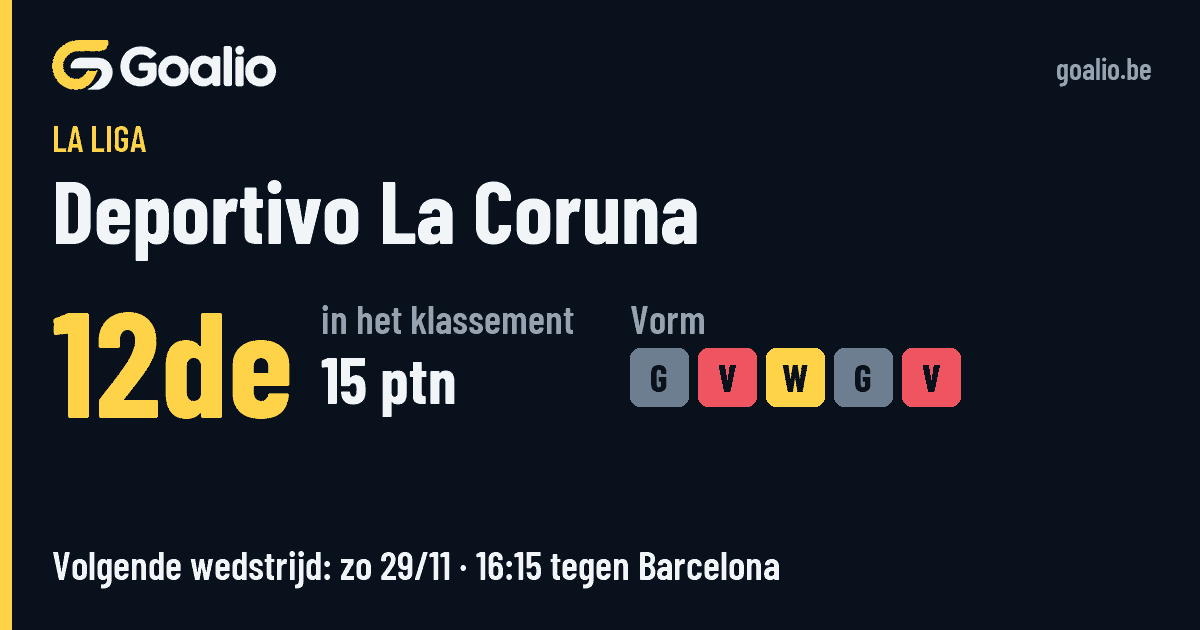 Goalio
goalio.be
LA LIGA
Deportivo La Coruna
12de
in het klassement
15 ptn
Vorm
G V W G V
Volgende wedstrijd: zo 29/11 · 16:15 tegen Barcelona